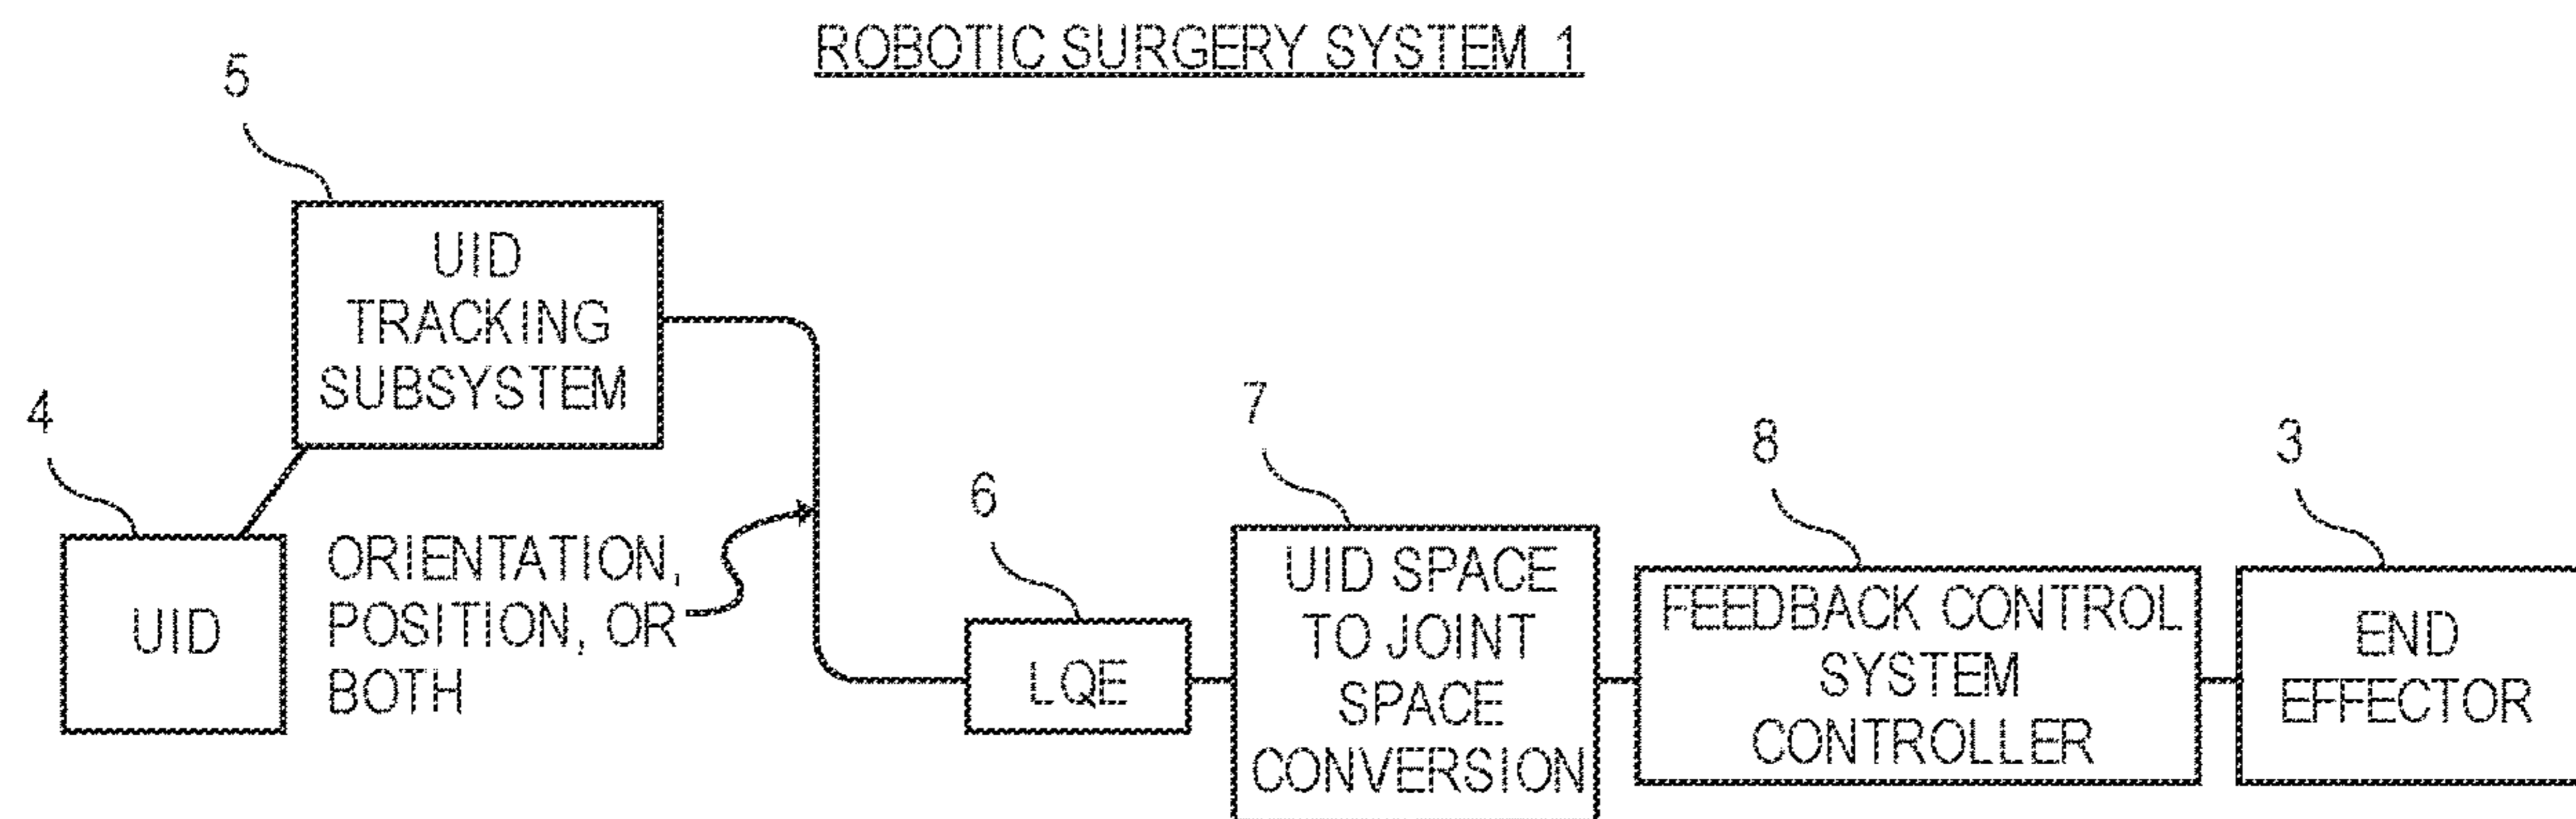 ROBOTIC SURGERY SYSTEM 1
5
UID
TRACKING
SUBSYSTEM
4
UID
ORIENTATION,
POSITION, OR
BOTH
6
LQE
7
UID SPACE
TO JOINT
SPACE
CONVERSION
8
FEEDBACK CONTROL
SYSTEM
CONTROLLER
3
END
EFFECTOR